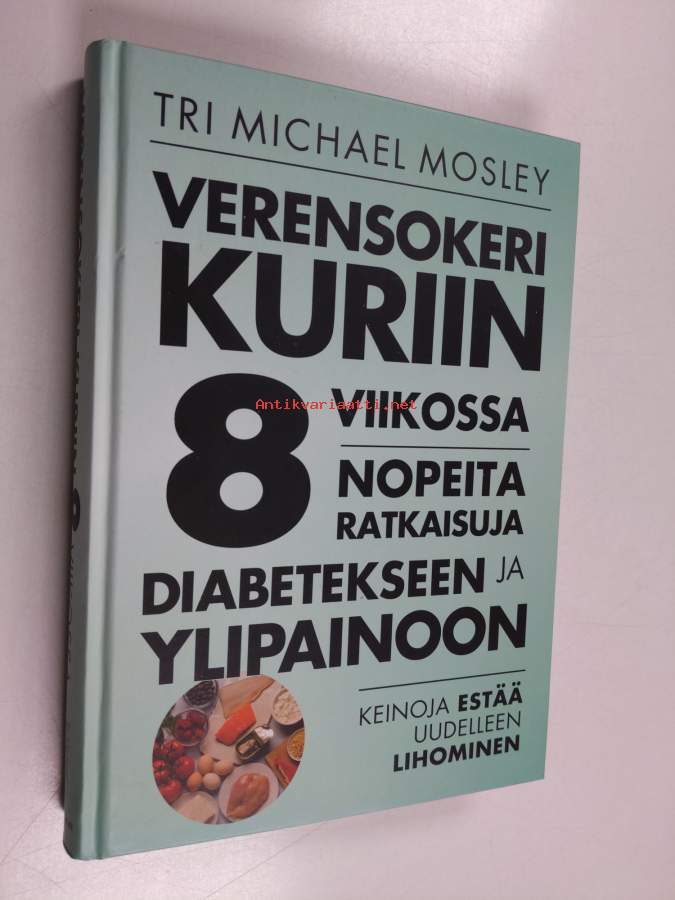 TRI MICHAEL MOSLEY
VERENSOKERI
KURIIN
8 VIIKOSSA
NOPEITA
RATKAISUJA
DIABETEKSEEN JA
YLIPAINOON
KEINOJA ESTÄÄ
UUDELLEEN
LIHOMINEN
Antikvariaatti.net